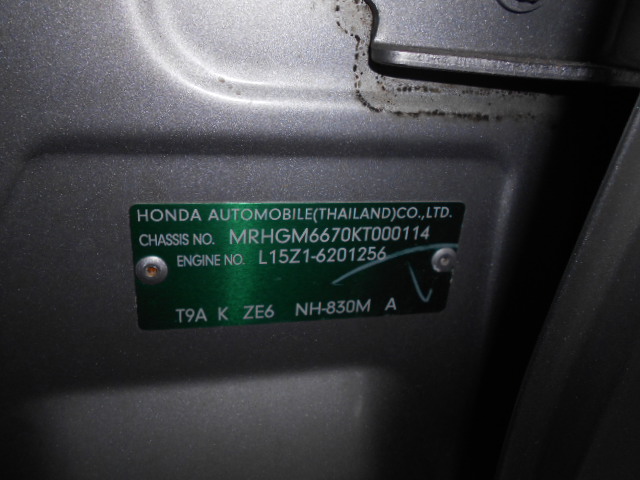 HONDA AUTOMOBILE(THAILAND)CO.,LTD.
CHASSIS NO. MRHGM6670KT000114
ENGINE NO. L15Z1-6201256
T9A K ZE6 NH-830M A